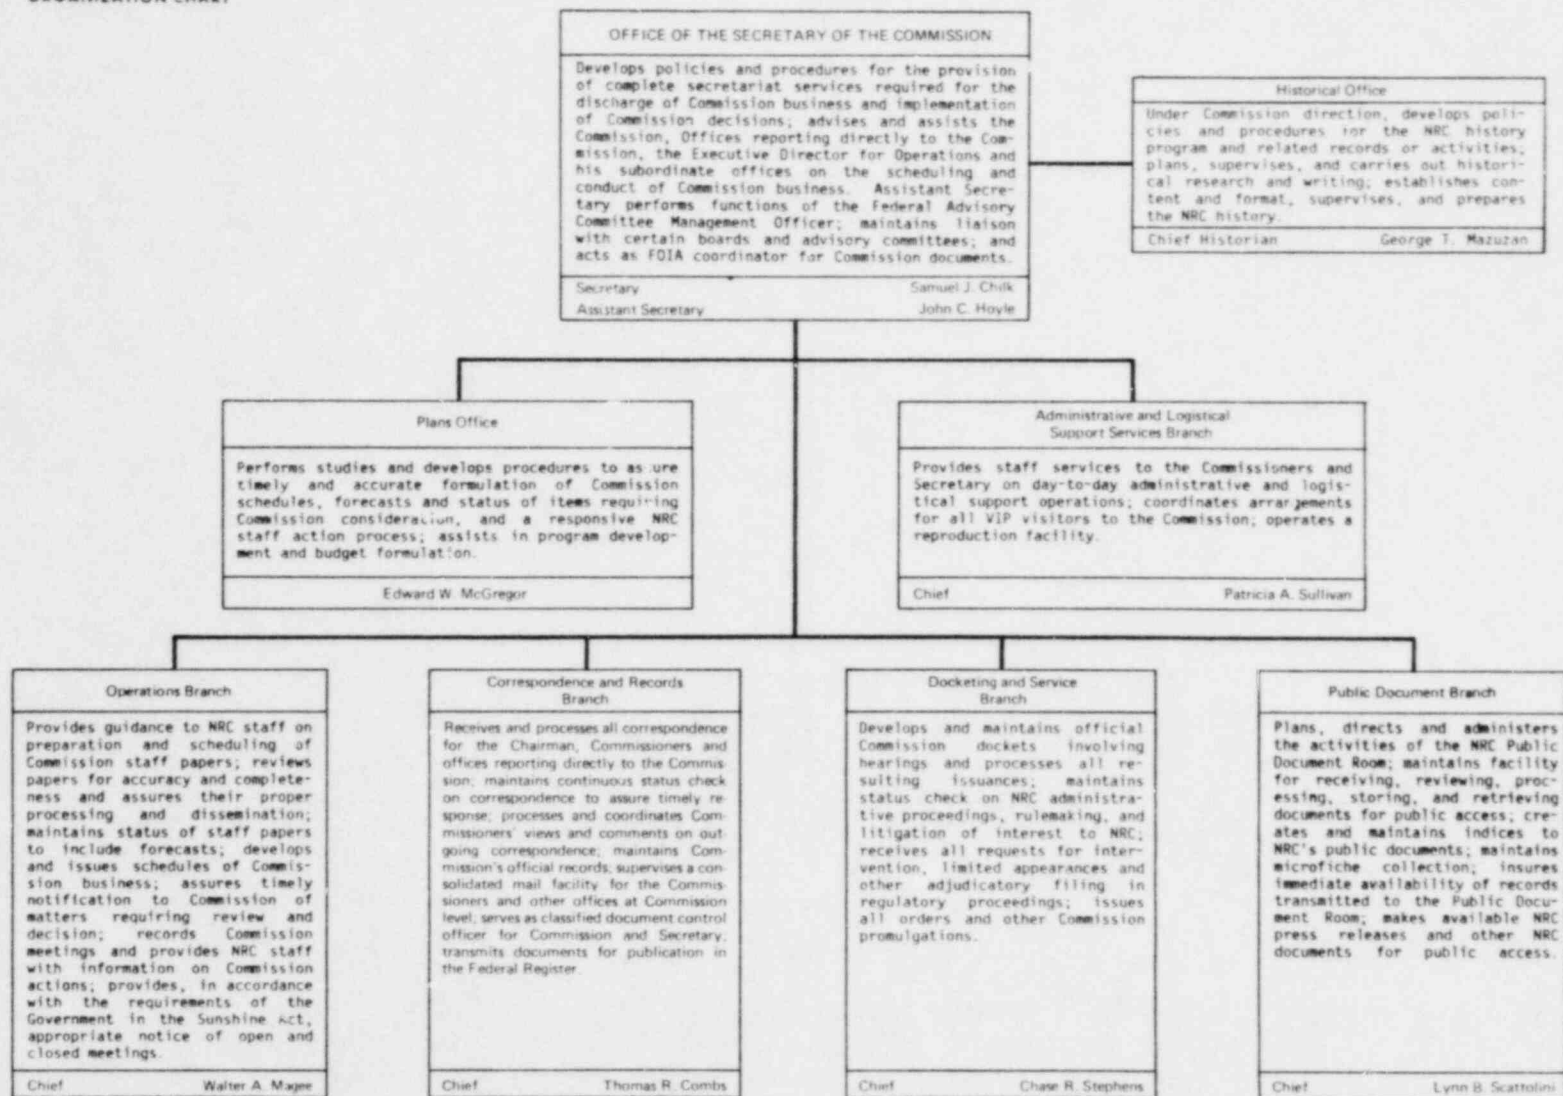 OFFICE OF THE SECRETARY OF THE COMMISSION
Develops policies and procedures for the provision
of complete secretariat services required for the
discharge of Commission business and implementation
of Commission decisions; advises and assists the
Commission, Offices reporting directly to the Com-
mission, the Executive Director for Operations and
his subordinate offices on the scheduling and
conduct of Commission business. Assistant Secre-
tary performs functions of the Federal Advisory
Committee Management Officer; maintains liaison
with certain boards and advisory committees; and
acts as FOIA coordinator for Commission documents.
Secretary Samuel J. Chilk
Assistant Secretary John C. Hoyle
Historical Office
Under Commission direction, develops poli-
cies and procedures for the NRC history
program and related records or activities,
plans, supervises, and carries out histori-
cal research and writing; establishes con-
tent and format, supervises, and prepares
the NRC history.
Chief Historian George T. Mazuzan
Plans Office
Performs studies and develops procedures to assure
timely and accurate formulation of Commission
schedules, forecasts and status of items requiring
Commission consideration, and a responsive NRC
staff action process; assists in program develop-
ment and budget formulation.
Edward W. McGregor
Administrative and Logistical
Support Services Branch
Provides staff services to the Commissioners and
Secretary on day-to-day administrative and logis-
tical support operations; coordinates arrangements
for all VIP visitors to the Commission; operates a
reproduction facility.
Chief Patricia A. Sullivan
Operations Branch
Provides guidance to NRC staff on
preparation and scheduling of
Commission staff papers; reviews
papers for accuracy and complete-
ness and assures their proper
processing and dissemination;
maintains status of staff papers
to include forecasts; develops
and issues schedules of Commis-
sion business; assures timely
notification to Commission of
matters requiring review and
decision; records Commission
meetings and provides NRC staff
with information on Commission
actions; provides, in accordance
with the requirements of the
Government in the Sunshine Act,
appropriate notice of open and
closed meetings.
Chief Walter A. Magee
Correspondence and Records
Branch
Receives and processes all correspondence
for the Chairman, Commissioners and
offices reporting directly to the Commis-
sion; maintains continuous status check
on correspondence to assure timely re-
sponse; processes and coordinates Com-
missioners' views and comments on out-
going correspondence; maintains Com-
mission's official records; supervises a con-
solidated mail facility for the Commis-
sioners and other offices at Commission
level; serves as classified document control
officer for Commission and Secretary;
transmits documents for publication in
the Federal Register.
Chief Thomas R. Combs
Docketing and Service
Branch
Develops and maintains official
Commission dockets involving
hearings and processes all re-
sulting issuances; maintains
status check on NRC administra-
tive proceedings, rulemaking, and
litigation of interest to NRC;
receives all requests for inter-
vention, limited appearances and
other adjudicatory filing in
regulatory proceedings; issues
all orders and other Commission
promulgations.
Chief Chase R. Stephens
Public Document Branch
Plans, directs and administers
the activities of the NRC Public
Document Room; maintains facility
for receiving, reviewing, proc-
essing, storing, and retrieving
documents for public access; cre-
ates and maintains indices to
NRC's public documents; maintains
microfiche collection; insures
immediate availability of records
transmitted to the Public Docu-
ment Room; makes available NRC
press releases and other NRC
documents for public access.
Chief Lynn B. Scattolini